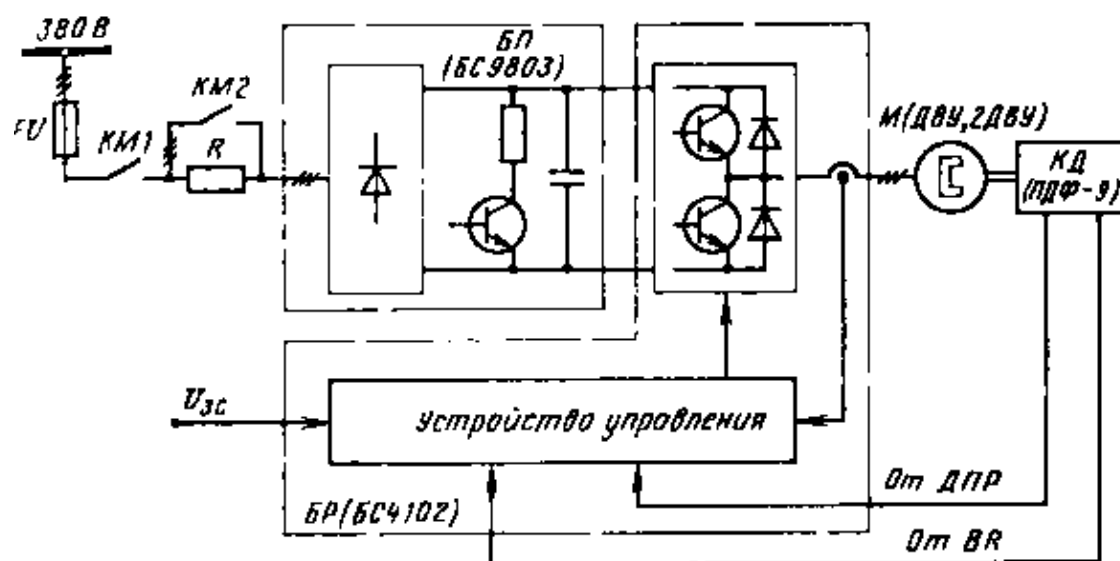 380 В
БП
(БС9803)
КМ2
FU
КМ1
R
М(ДВУ,2ДВУ)
КД
(ПДФ-9)
Uзс
Устройство управления
От ДПР
БР(БС4102)
От BR